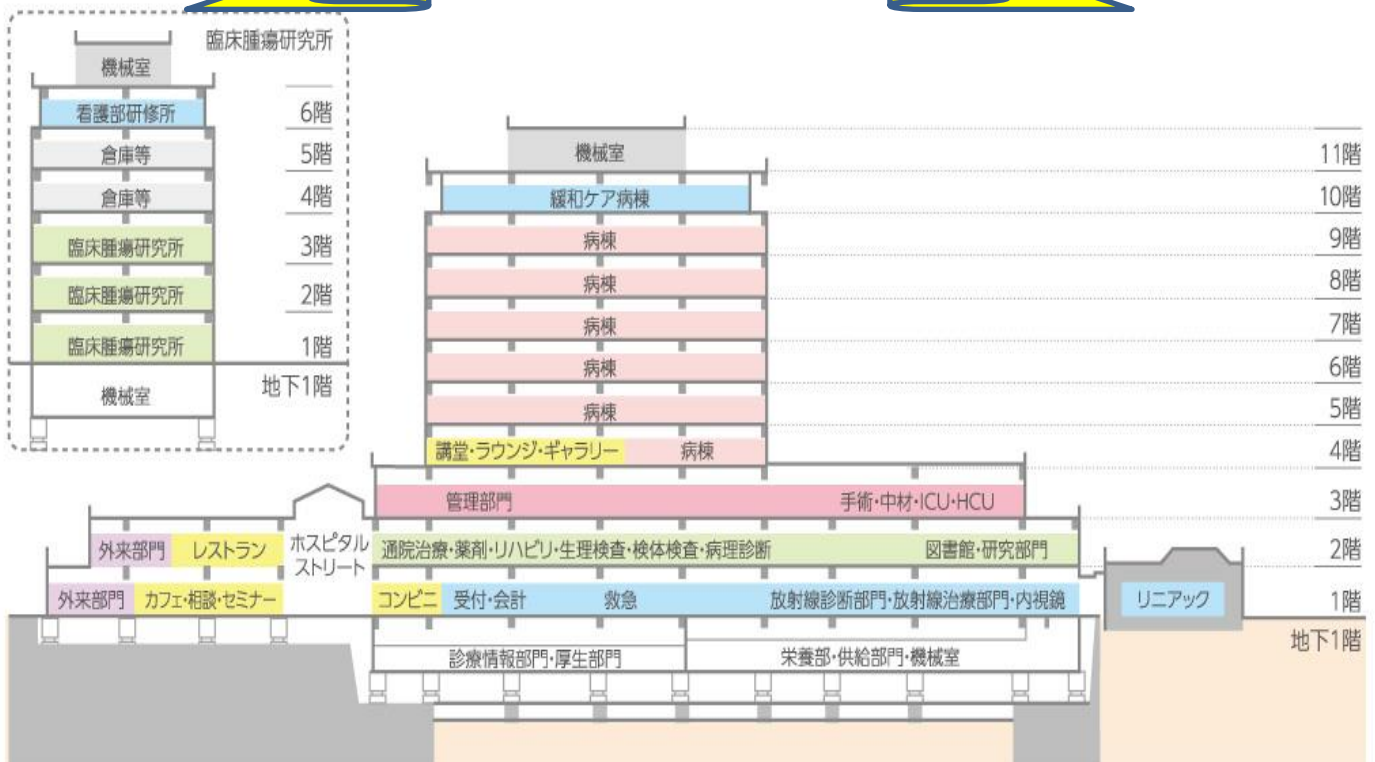 臨床腫瘍研究所
機械室
看護部研修所 6階
倉庫等 5階
倉庫等 4階
臨床腫瘍研究所 3階
臨床腫瘍研究所 2階
臨床腫瘍研究所 1階
機械室 地下1階
機械室 11階
緩和ケア病棟 10階
病棟 9階
病棟 8階
病棟 7階
病棟 6階
病棟 5階
講堂・ラウンジ・ギャラリー 病棟 4階
管理部門 手術・中材・ICU・HCU 3階
外来部門 レストラン ホスピタル
ストリート 通院治療・薬剤・リハビリ・生理検査・検体検査・病理診断 図書館・研究部門 2階
外来部門 カフェ・相談・セミナー コンビニ 受付・会計 救急 放射線診断部門・放射線治療部門・内視鏡 リニアック 1階
診療情報部門・厚生部門 栄養部・供給部門・機械室 地下1階